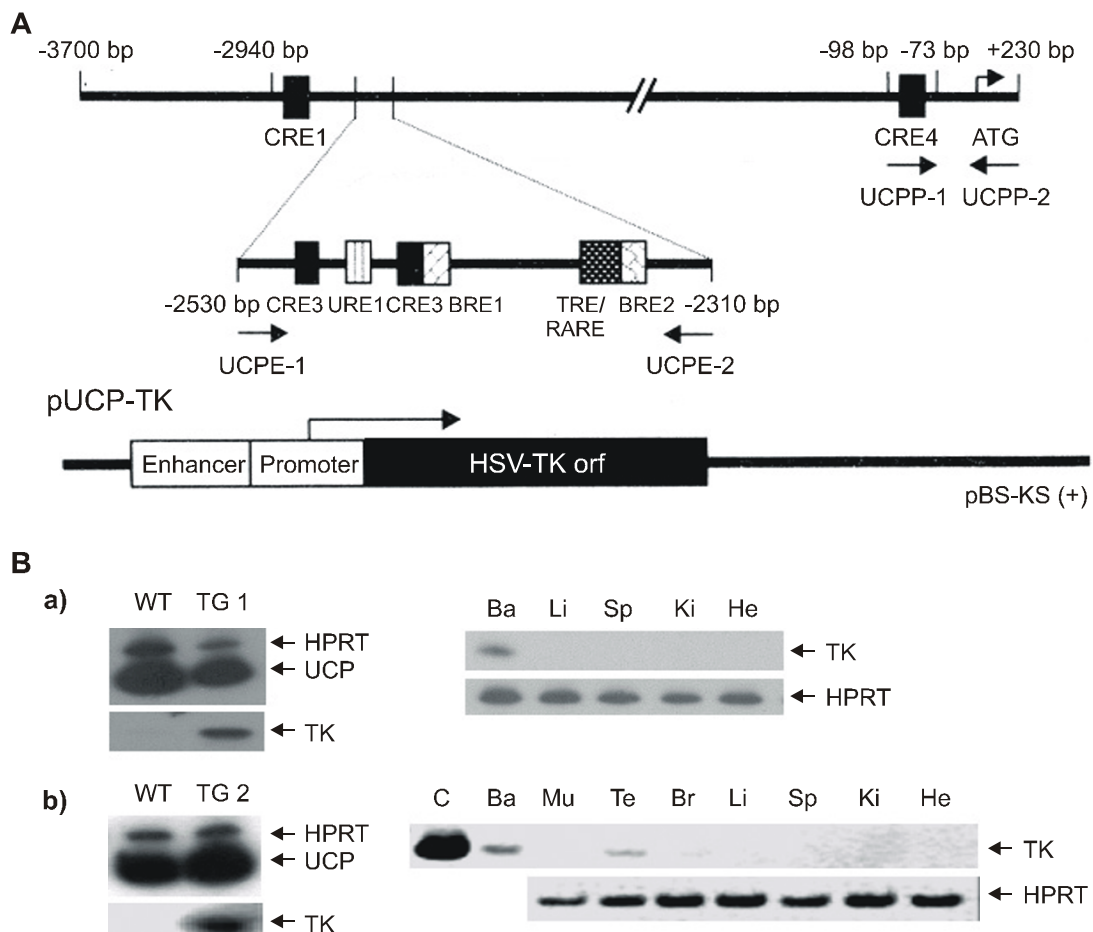 A
-3700 bp -2940 bp -98 bp -73 bp +230 bp
CRE1 CRE4 ATG
UCPP-1 UCPP-2
-2530 bp CRE3 URE1 CRE3 BRE1 TRE/ BRE2 -2310 bp
RARE
UCPE-1 UCPE-2
pUCP-TK
Enhancer Promoter HSV-TK orf
pBS-KS (+)
B
a) WT TG 1 Ba Li Sp Ki He
HPRT
UCP
TK
TK
HPRT
b) WT TG 2 C Ba Mu Te Br Li Sp Ki He
HPRT
UCP
TK
TK
HPRT